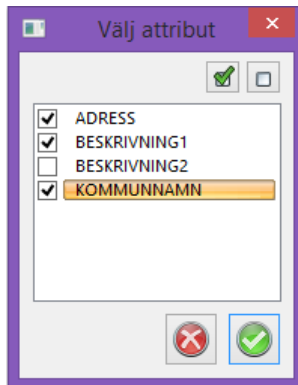 Välj attribut
ADRESS
BESKRIVNING1
BESKRIVNING2
KOMMUNNAMN